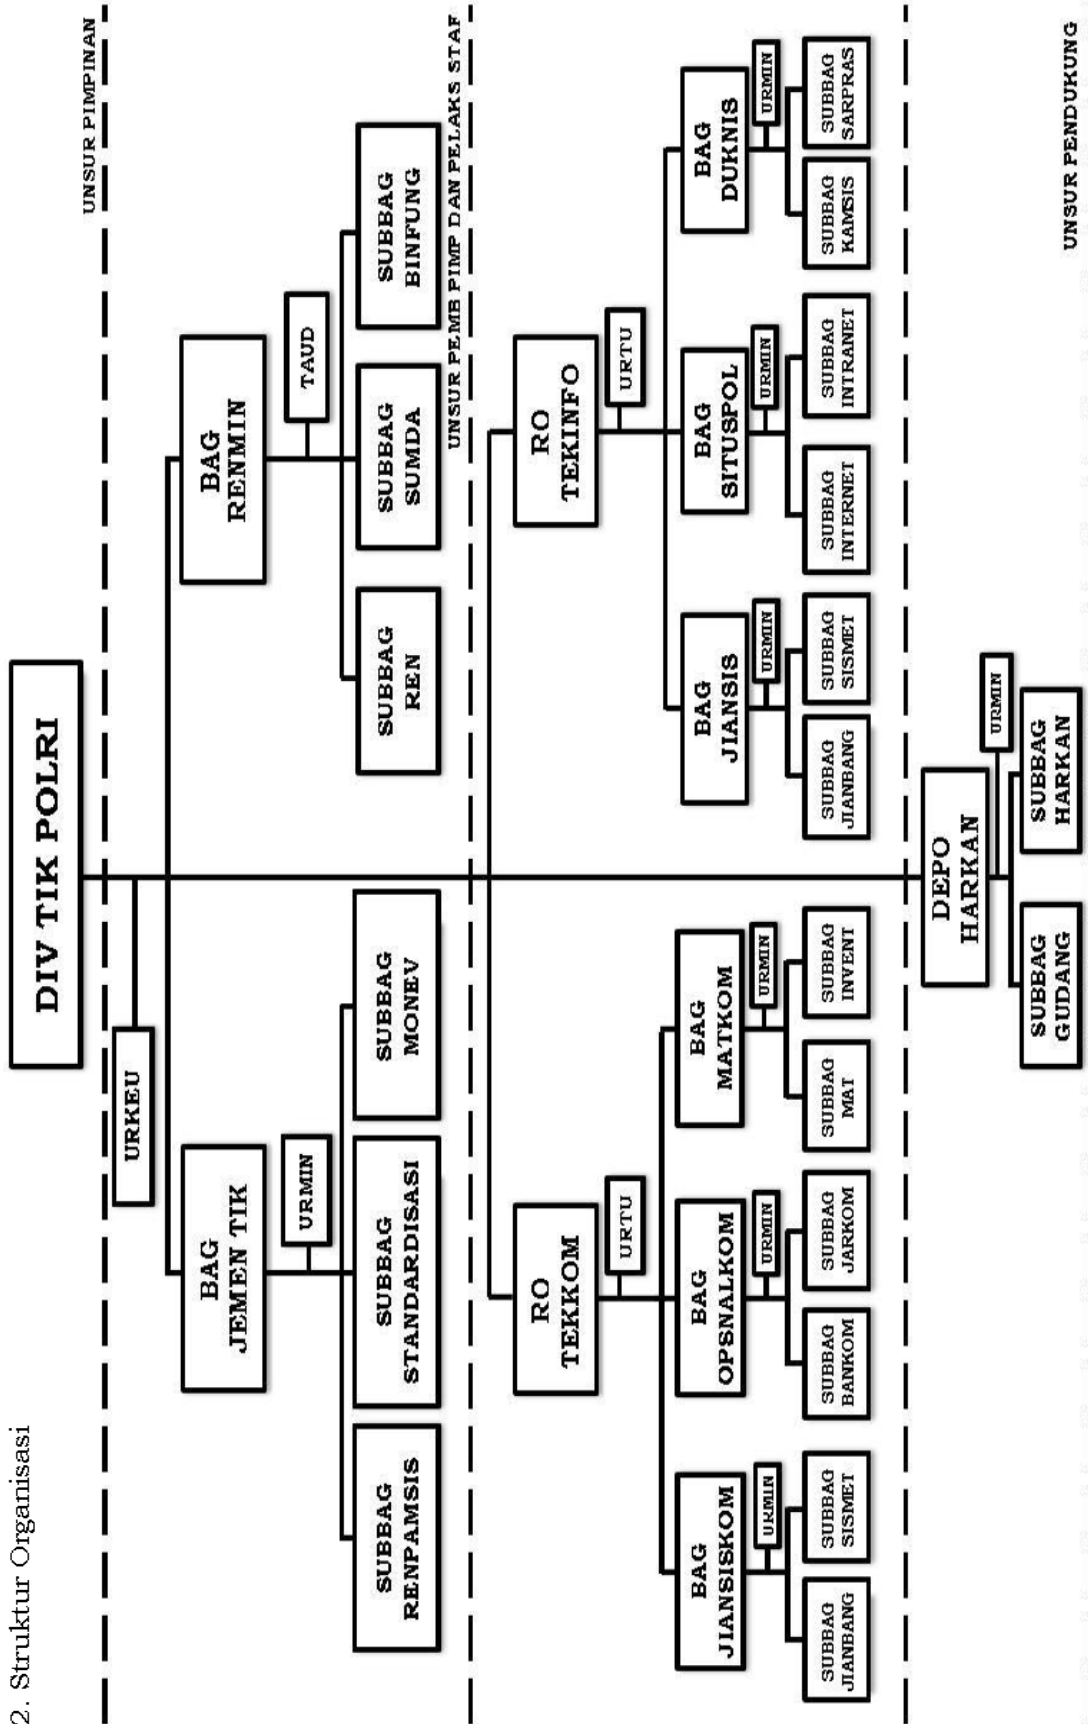 2. Struktur Organisasi
DIV TIK POLRI
UNSUR PIMPINAN
URKEU
BAG
JEMEN TIK
BAG
RENMIN
URMIN
TAUD
SUBBAG
RENPAMSIS
SUBBAG
STANDARDISASI
SUBBAG
MONEV
SUBBAG
REN
SUBBAG
SUMDA
SUBBAG
BINFUNG
UNSUR PEMB PIMP DAN PELAKS STAF
RO
TEKKOM
RO
TEKINFO
URTU
URTU
BAG
JIANSISKOM
BAG
OPSNALKOM
BAG
MATKOM
BAG
JIANSIS
BAG
SITUSPOL
BAG
DUKNIS
URMIN
URMIN
URMIN
URMIN
URMIN
URMIN
SUBBAG
JIANBANG
SUBBAG
SISMET
SUBBAG
BANKOM
SUBBAG
JARKOM
SUBBAG
MAT
SUBBAG
INVENT
SUBBAG
JIANBANG
SUBBAG
SISMET
SUBBAG
INTERNET
SUBBAG
INTRANET
SUBBAG
KAMSIS
SUBBAG
SARPRAS
DEPO
HARKAN
URMIN
SUBBAG
GUDANG
SUBBAG
HARKAN
UNSUR PENDUKUNG